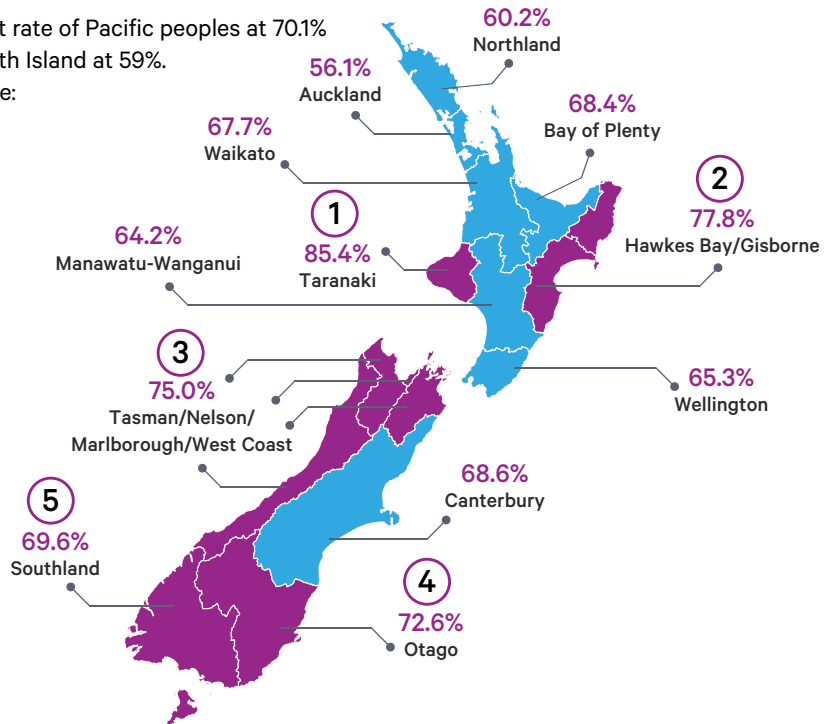 t rate of Pacific peoples at 70.1%
th Island at 59%.
e:
60.2%
Northland
56.1%
Auckland
68.4%
Bay of Plenty
67.7%
Waikato
2
77.8%
Hawkes Bay/Gisborne
1
85.4%
Taranaki
64.2%
Manawatu-Wanganui
3
75.0%
Tasman/Nelson/
Marlborough/West Coast
65.3%
Wellington
68.6%
Canterbury
5
69.6%
Southland
4
72.6%
Otago